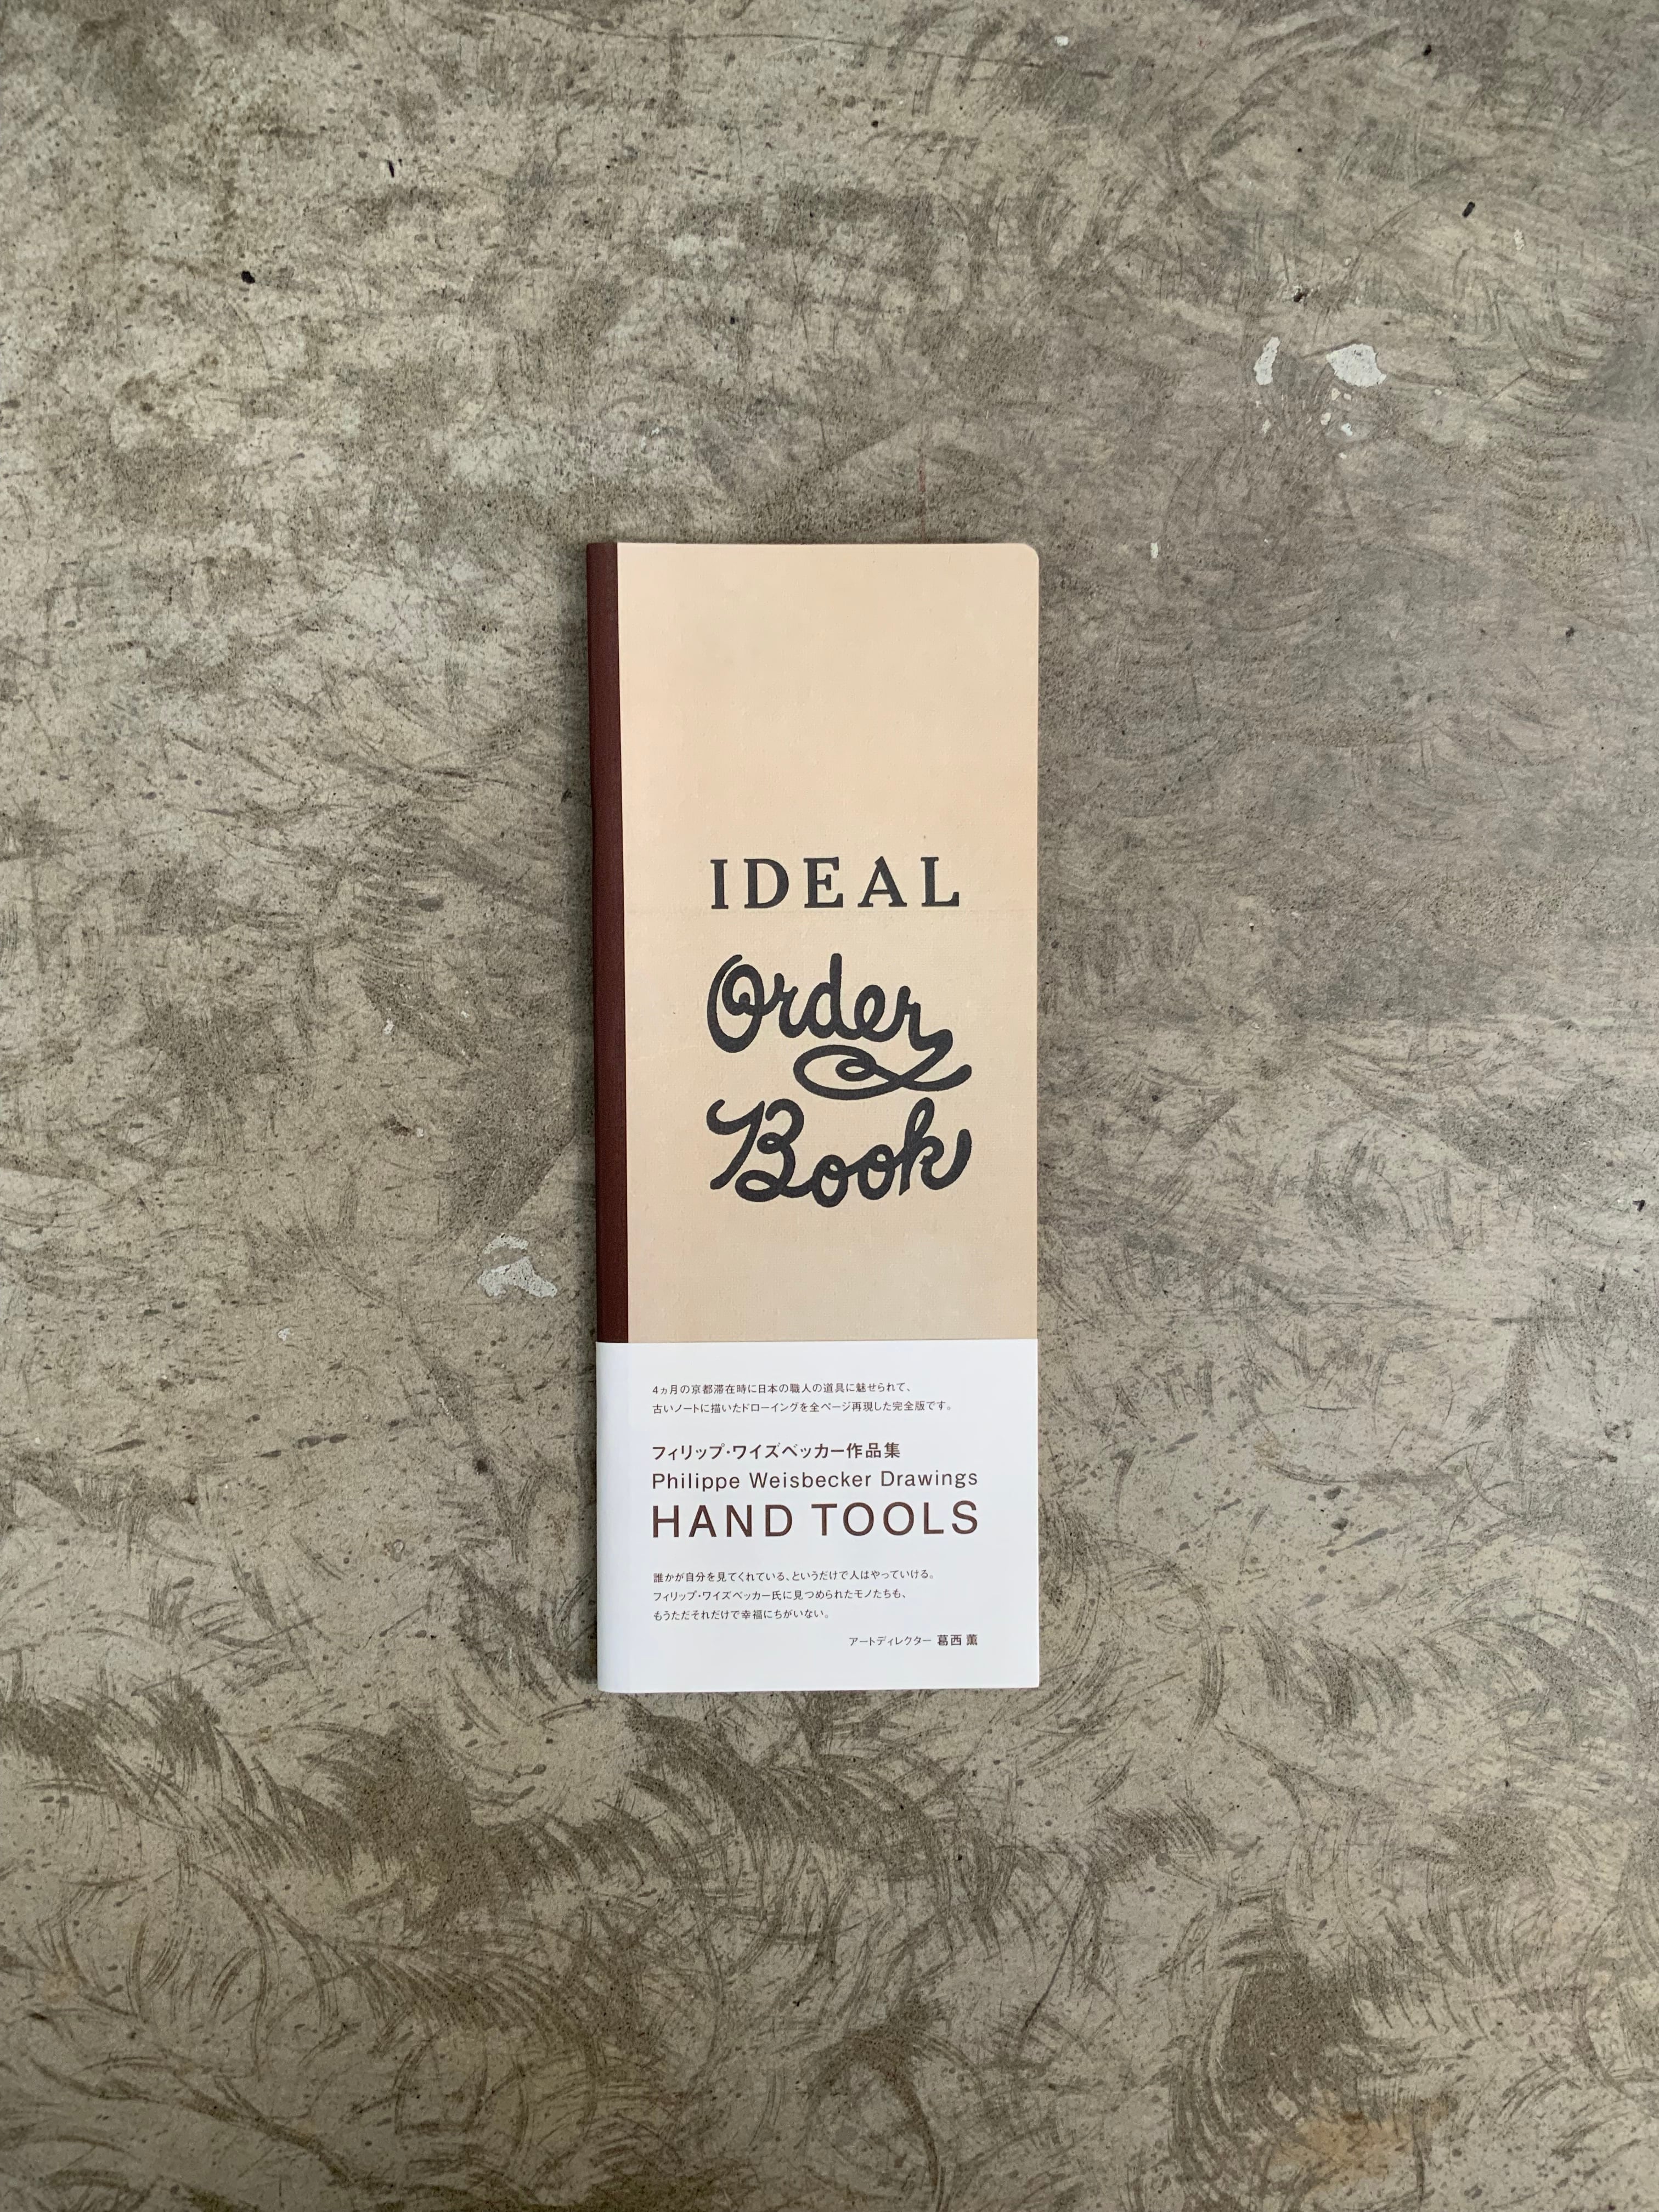 IDEAL
Order
Book
4ヵ月の京都滞在時に日本の職人の道具に魅せられて、
古いノートに描いたドローイングを全ページ再現した完全版です。
フィリップ・ワイズベッカー作品集
Philippe Weisbecker Drawings
HAND TOOLS
誰かが自分を見てくれている、というだけで人はやっていける。
フィリップ・ワイズベッカー氏に見つめられたモノたちも、
もうただそれだけで幸福にちがいない。
アートディレクター 葛西 薫